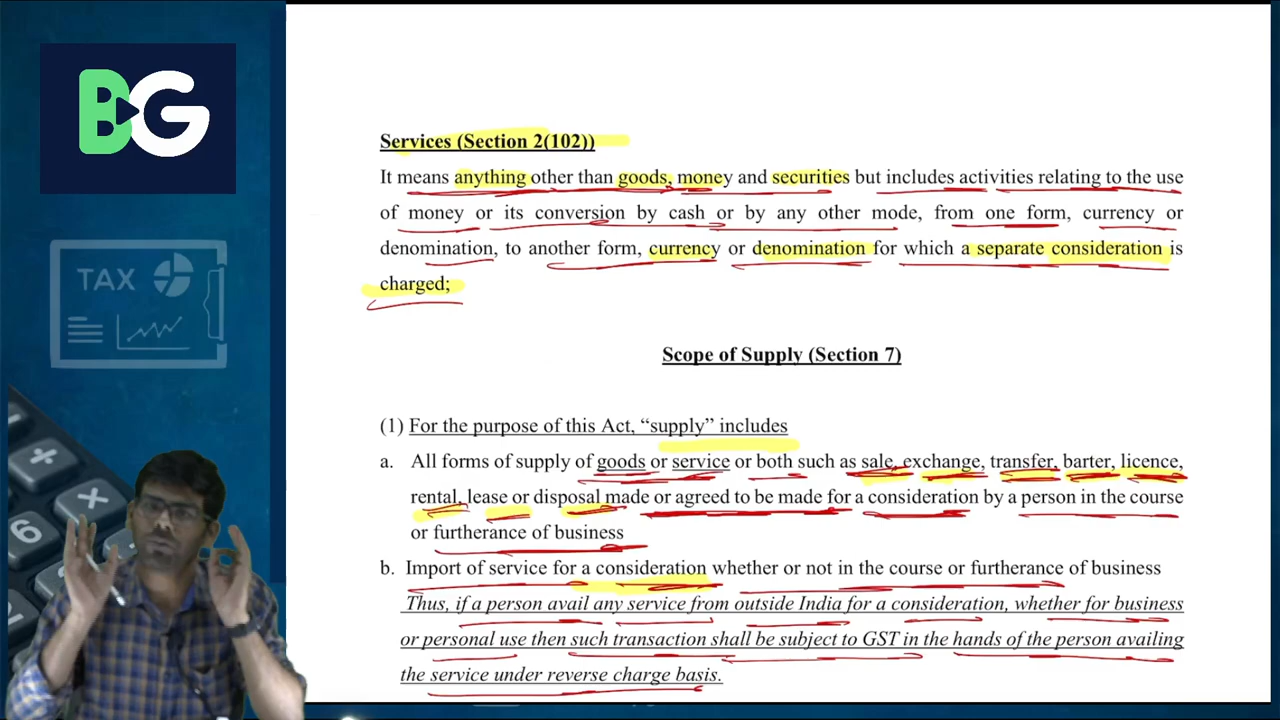 BG
TAX
6
Services (Section 2(102))
It means anything other than goods, money and securities but includes activities relating to the use
of money or its conversion by cash or by any other mode, from one form, currency or
denomination, to another form, currency or denomination for which a separate consideration is
charged;
Scope of Supply (Section 7)
(1) For the purpose of this Act, “supply” includes
a. All forms of supply of goods or service or both such as sale, exchange, transfer, barter, licence,
rental, lease or disposal made or agreed to be made for a consideration by a person in the course
or furtherance of business
b. Import of service for a consideration whether or not in the course or furtherance of business
Thus, if a person avail any service from outside India for a consideration, whether for business
or personal use then such transaction shall be subject to GST in the hands of the person availing
the service under reverse charge basis.